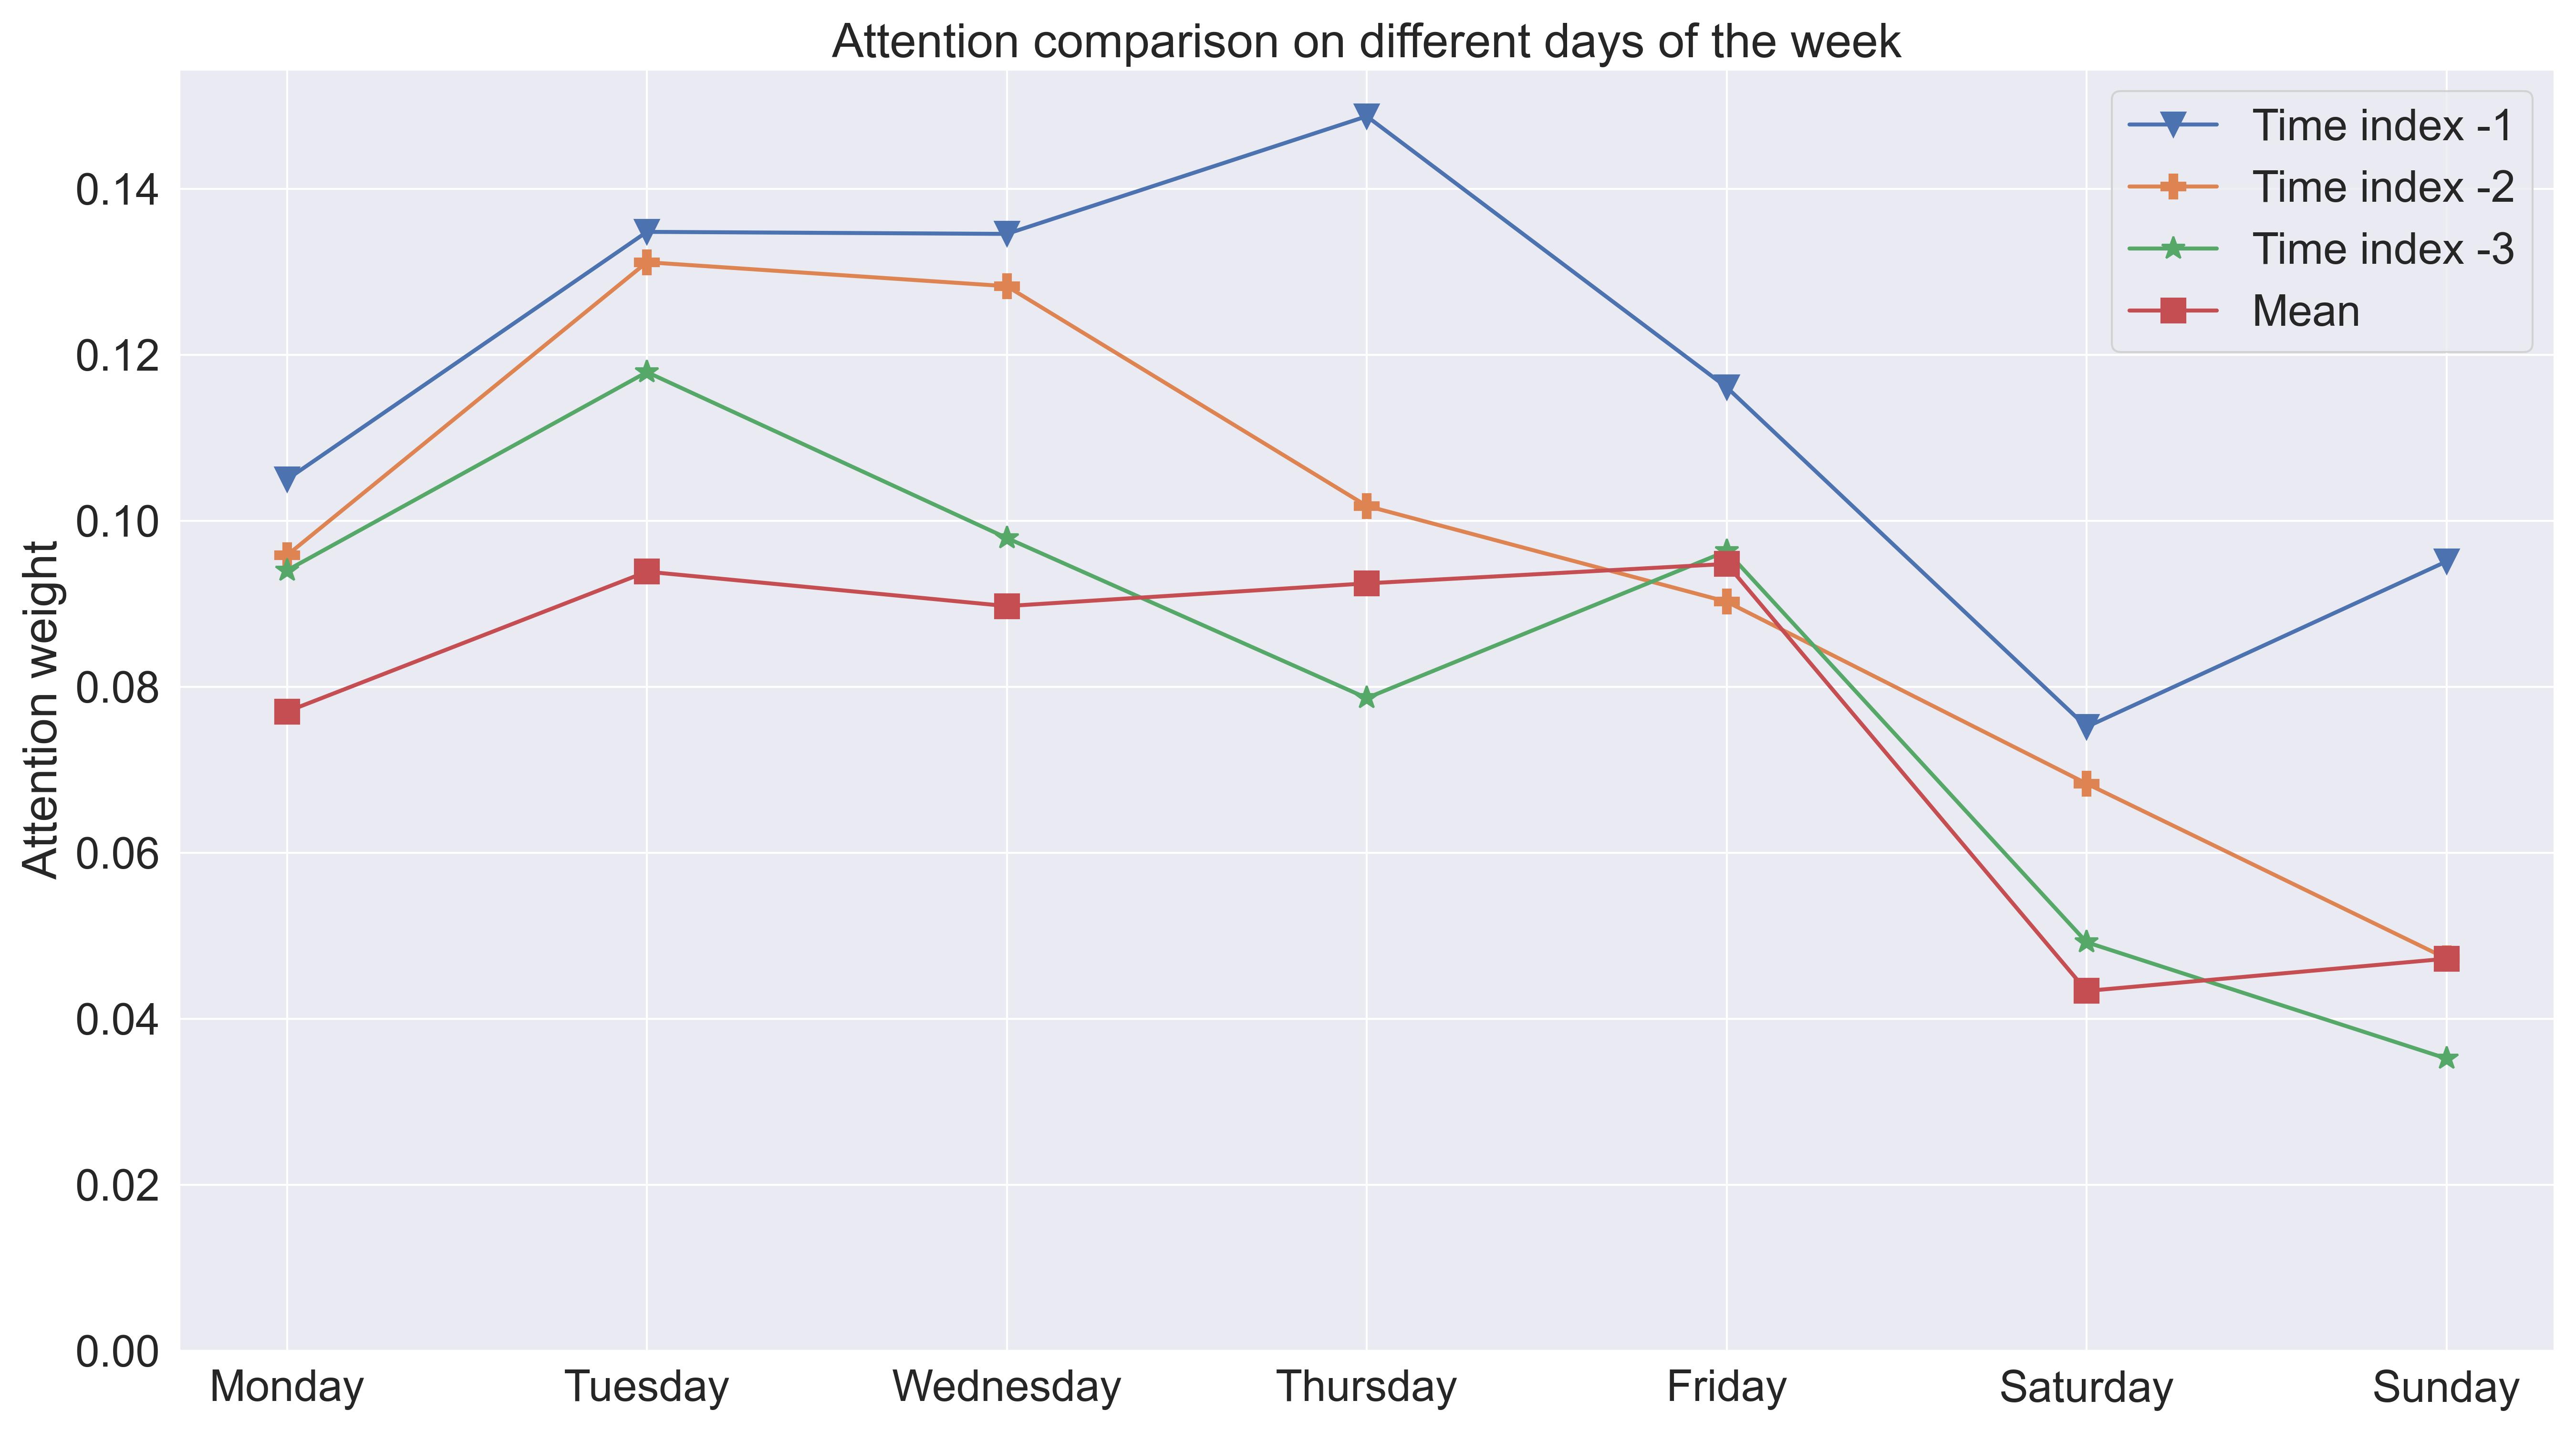 Attention comparison on different days of the week
Time index -1
Time index -2
Time index -3
Mean
Attention weight
0.14
0.12
0.10
0.08
0.06
0.04
0.02
0.00
Monday
Tuesday
Wednesday
Thursday
Friday
Saturday
Sunday